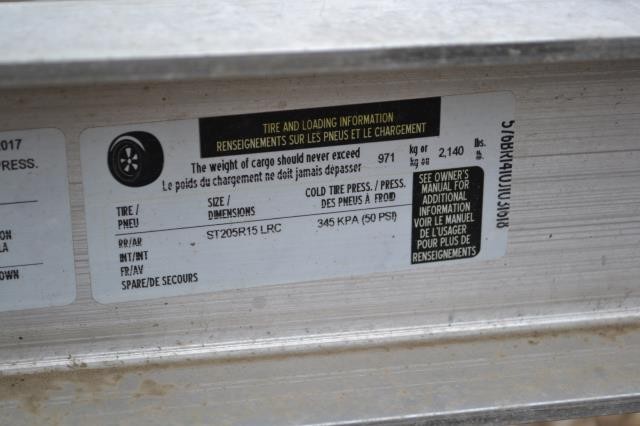 2017
PRESS.
ON
LA
OWN
TIRE AND LOADING INFORMATION
RENSEIGNEMENTS SUR LES PNEUS ET LE CHARGEMENT
The weight of cargo should never exceed 971 kg or 2,140 lbs.
Le poids du chargement ne doit jamais dépasser kg ou lb.
TIRE / SIZE / COLD TIRE PRESS. / PRESS.
PNEU DIMENSIONS DES PNEUS À FROID
RR/AR ST205R15 LRC 345 KPA (50 PSI)
INT/INT
FR/AV
SPARE/DE SECOURS
SEE OWNER'S
MANUAL FOR
ADDITIONAL
INFORMATION
VOIR LE MANUEL
DE L'USAGER
POUR PLUS DE
RENSEIGNEMENTS